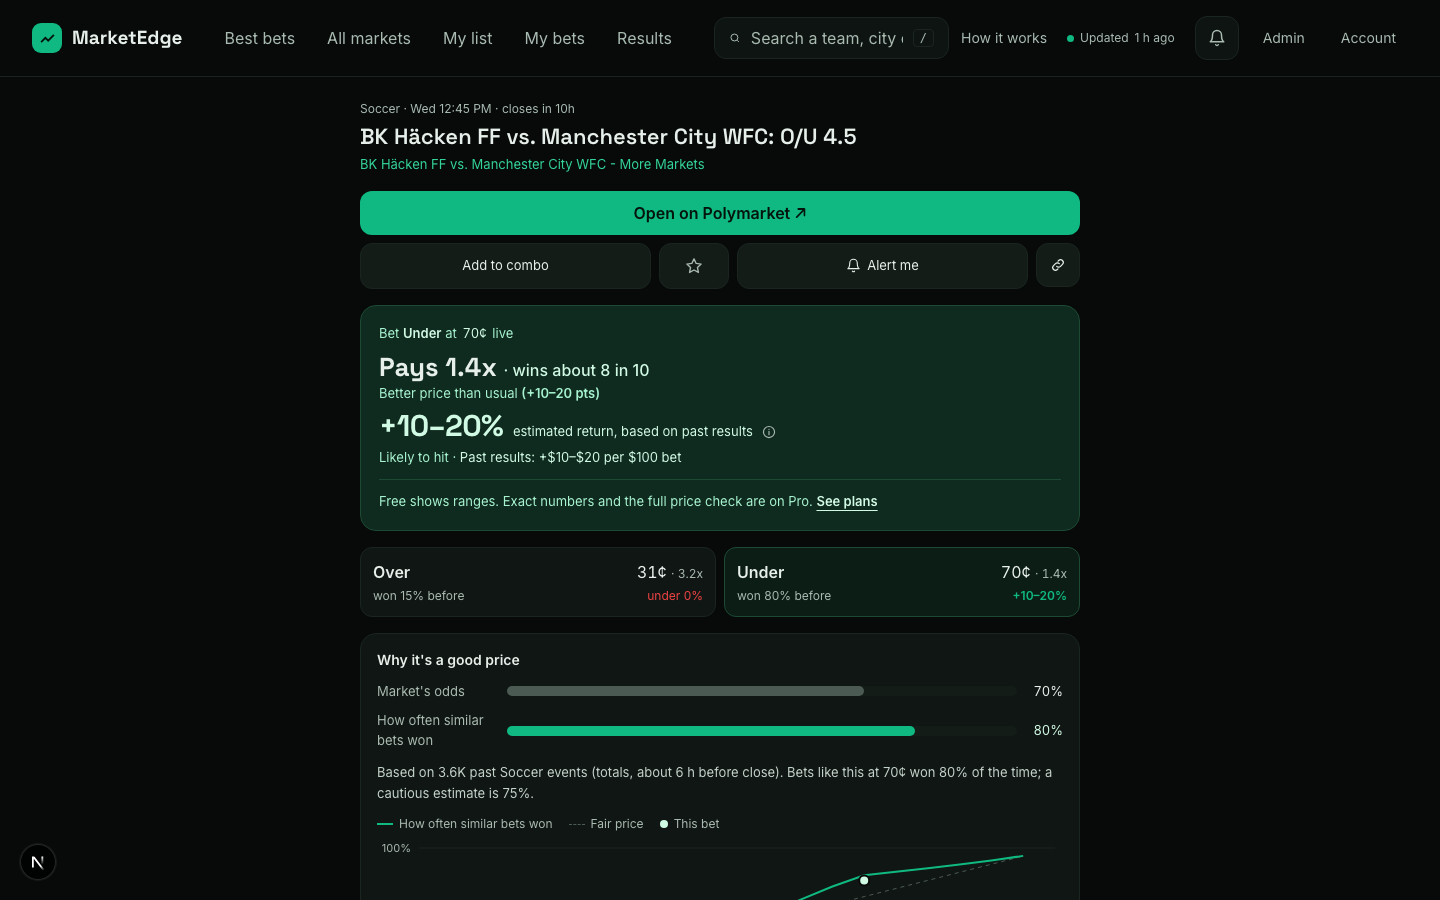 MarketEdge
Best bets
All markets
My list
My bets
Results
Search a team, city
/
How it works
Updated 1 h ago
Admin
Account
Soccer · Wed 12:45 PM · closes in 10h
BK Häcken FF vs. Manchester City WFC: O/U 4.5
BK Häcken FF vs. Manchester City WFC - More Markets
Open on Polymarket ↗
Add to combo
Alert me
Bet Under at 70¢ live
Pays 1.4x · wins about 8 in 10
Better price than usual (+10–20 pts)
+10–20% estimated return, based on past results
Likely to hit · Past results: +$10–$20 per $100 bet
Free shows ranges. Exact numbers and the full price check are on Pro. See plans
Over 31¢ · 3.2x
won 15% before under 0%
Under 70¢ · 1.4x
won 80% before +10–20%
Why it's a good price
Market's odds 70%
How often similar
bets won 80%
Based on 3.6K past Soccer events (totals, about 6 h before close). Bets like this at 70¢ won 80% of the time; a
cautious estimate is 75%.
How often similar bets won
Fair price
This bet
100%
N